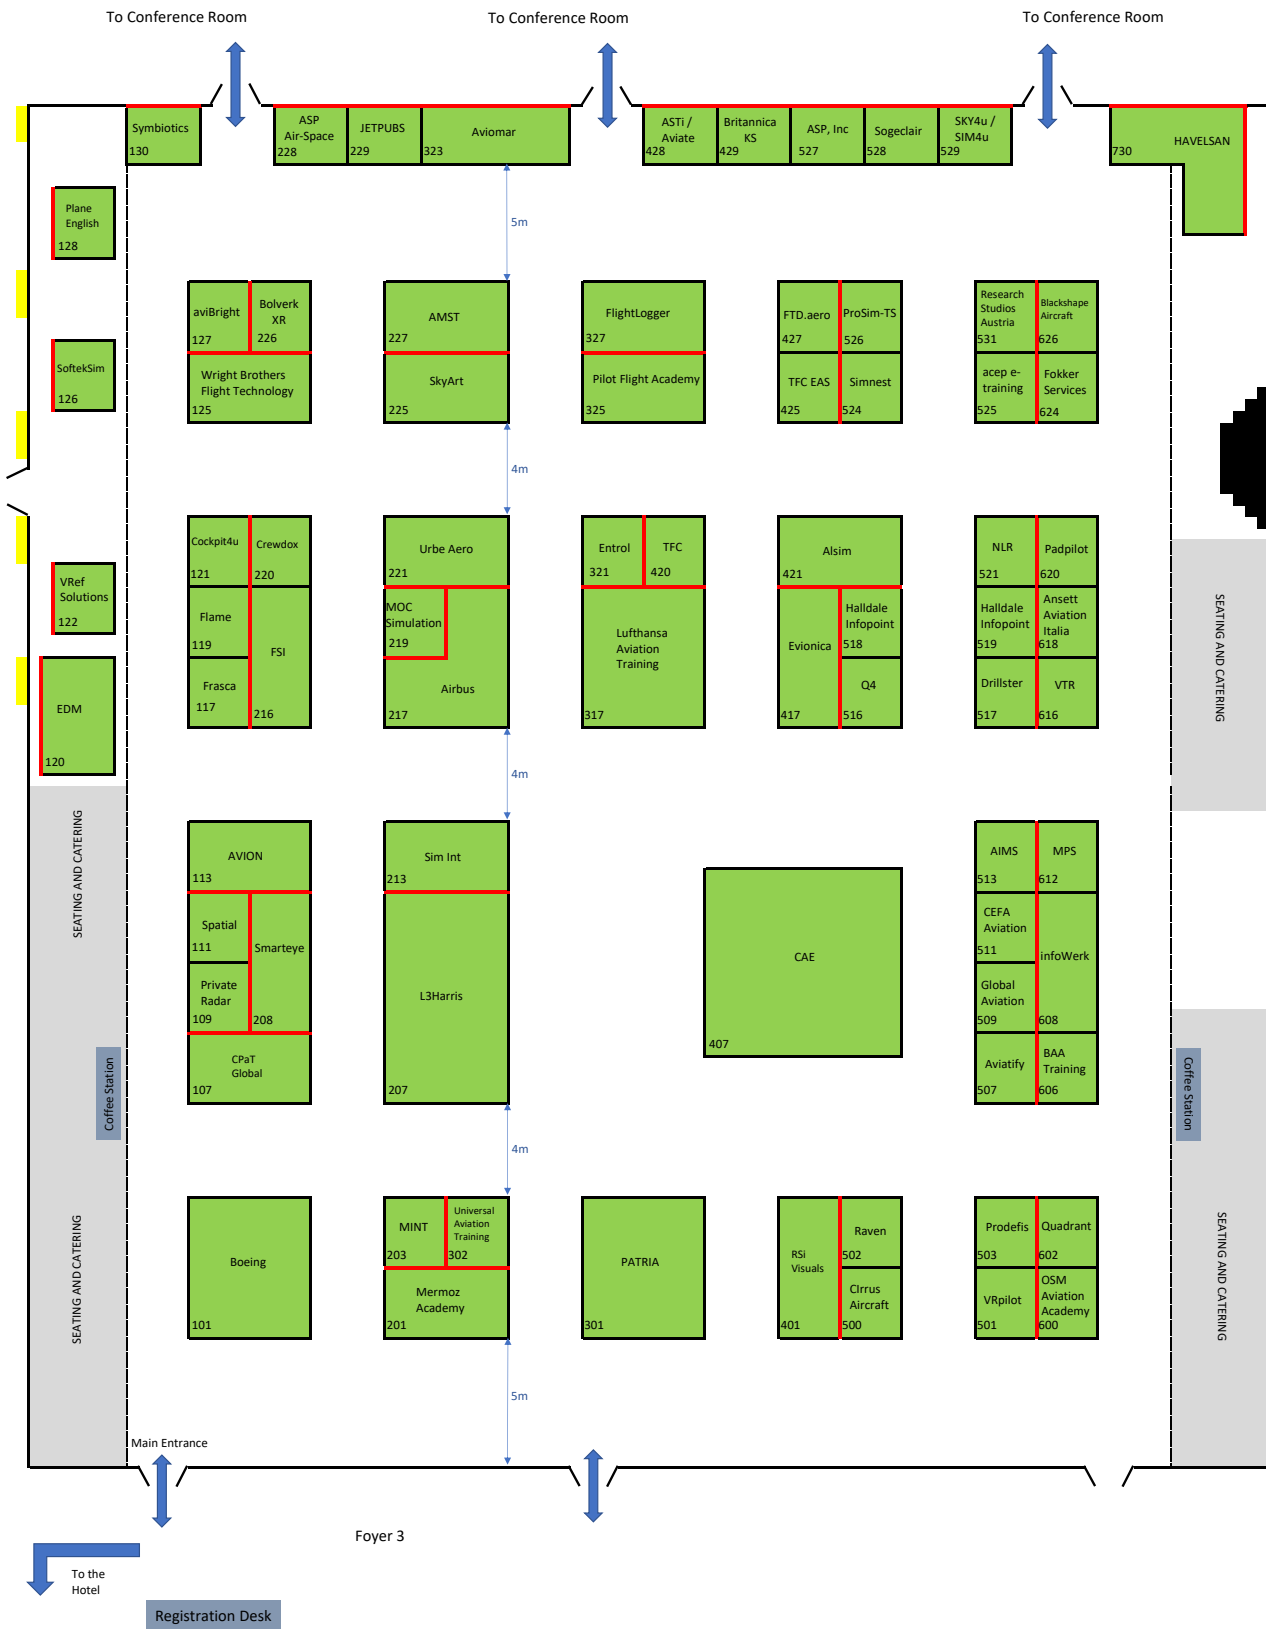 To Conference Room
To Conference Room
To Conference Room
Symbiotics
130
ASP
Air-Space
228
JETPUBS
229
Aviomar
323
ASTi /
Aviate
428
Britannica
KS
429
ASP, Inc
527
Sogeclair
528
SKY4u /
SIM4u
529
HAVELSAN
730
Plane
English
128
5m
aviBright
127
Bolverk
XR
226
AMST
227
FlightLogger
327
FTD.aero
427
ProSim-TS
526
Research
Studios
Austria
531
Blackshape
Aircraft
626
SoftekSim
126
Wright Brothers
Flight Technology
125
SkyArt
225
Pilot Flight Academy
325
TFC EAS
425
Simnest
524
acep e-
training
525
Fokker
Services
624
4m
Cockpit4u
121
Crewdox
220
Urbe Aero
221
Entrol
321
TFC
420
Alsim
421
NLR
521
Padpilot
620
VRef
Solutions
122
Flame
119
FSI
216
MOC
Simulation
219
Lufthansa
Aviation
Training
317
Evionica
417
Halldale
Infopoint
518
Halldale
Infopoint
519
Ansett
Aviation
Italia
618
SEATING AND CATERING
EDM
120
Frasca
117
Airbus
217
Q4
516
Drillster
517
VTR
616
4m
SEATING AND CATERING
AVION
113
Sim Int
213
AIMS
513
MPS
612
Spatial
111
Smarteye
208
L3Harris
207
CAE
407
CEFA
Aviation
511
infoWerk
608
Private
Radar
109
Global
Aviation
509
Coffee Station
CPaT
Global
107
Aviatify
507
BAA
Training
606
Coffee Station
4m
SEATING AND CATERING
Boeing
101
MINT
203
Universal
Aviation
Training
302
PATRIA
301
RSi
Visuals
401
Raven
502
Prodefis
503
Quadrant
602
SEATING AND CATERING
Mermoz
Academy
201
CIrrus
Aircraft
500
VRpilot
501
OSM
Aviation
Academy
600
5m
Main Entrance
Foyer 3
To the
Hotel
Registration Desk